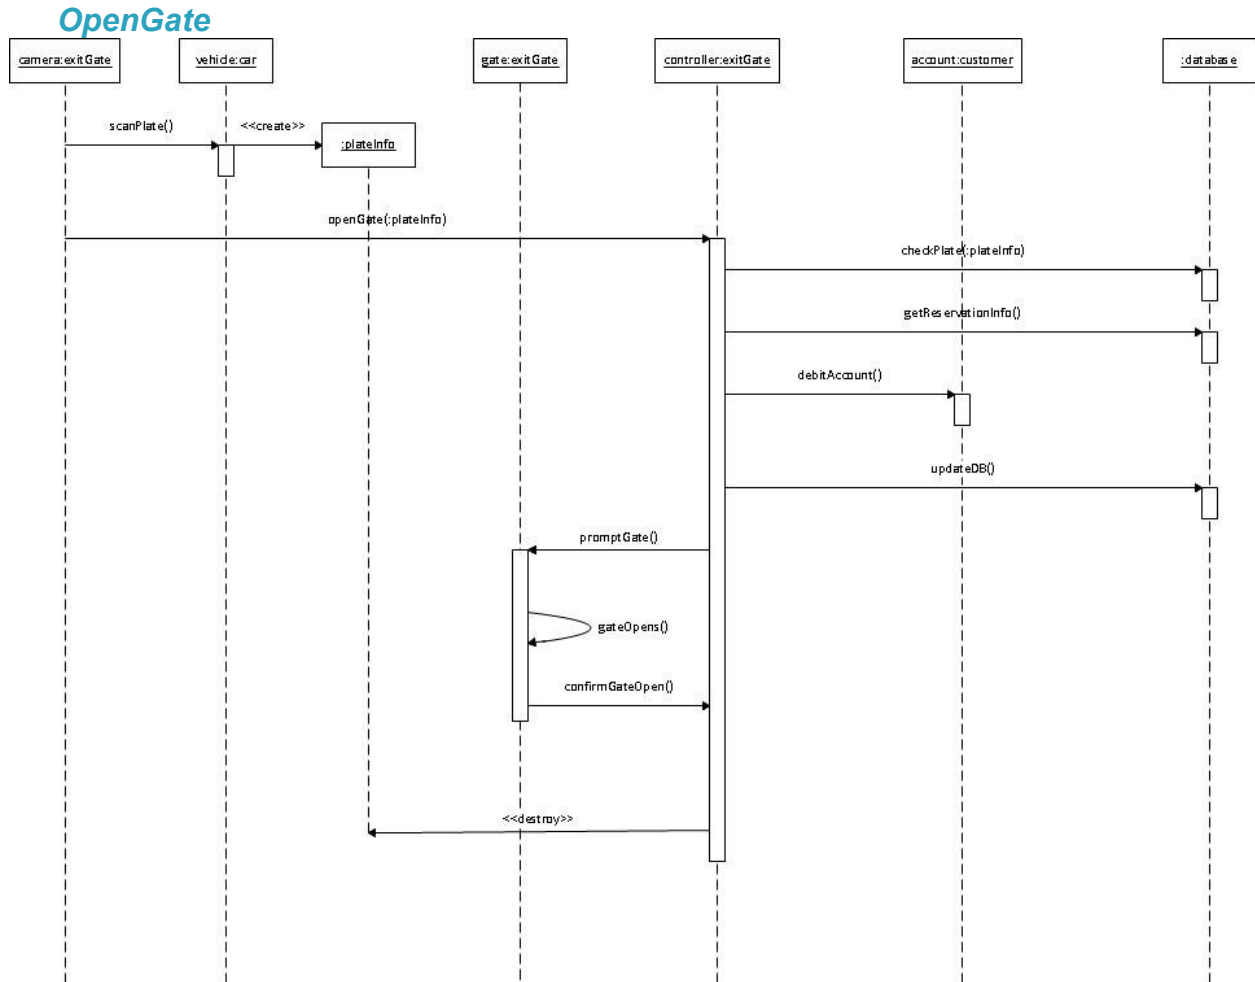 OpenGate
camera:exitGate
vehicle:car
gate:exitGate
controller:exitGate
account:customer
:database
scanPlate()
<<create>>
:plateInfo
openGate(:plateInfo)
checkPlate(:plateInfo)
getReservationInfo()
debitAccount()
updateDB()
promptGate()
gateOpens()
confirmGateOpen()
<<destroy>>